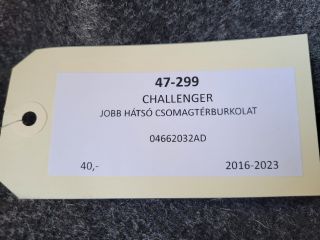 47-299
CHALLENGER
JOBB HÁTSÓ CSOMAGTÉRBURKOLAT
04662032AD
40,- 2016-2023